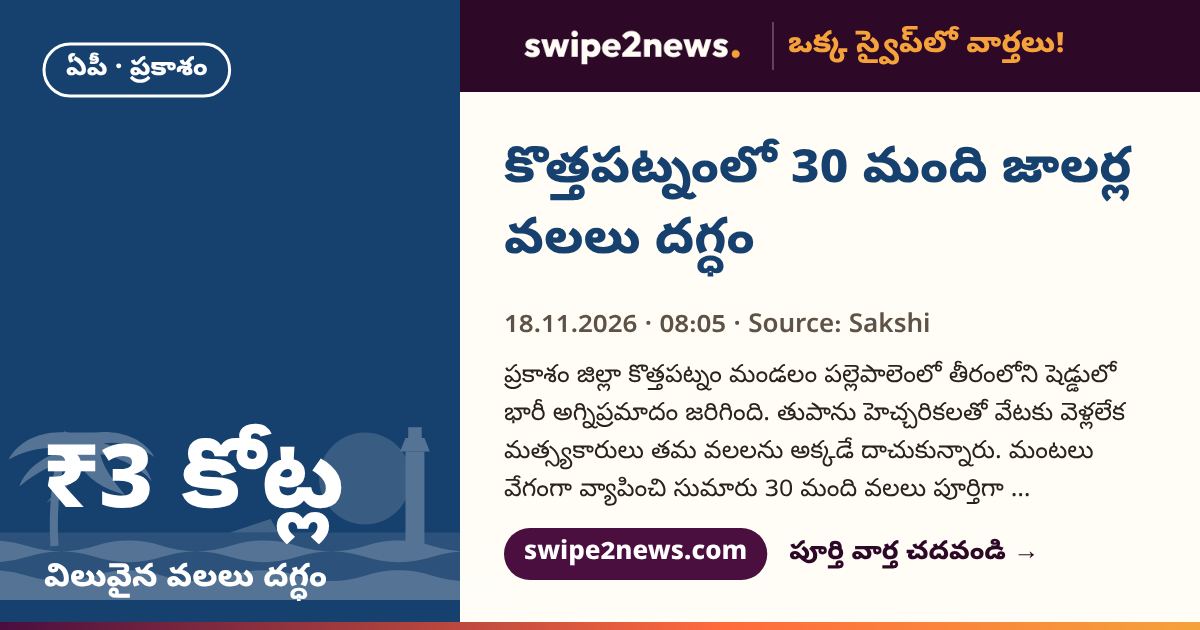 ఏపీ · ప్రకాశం
₹3 కోట్ల
విలువైన వలలు దగ్ధం
swipe2news.
ఒక్క స్వైప్‌లో వార్తలు!
కొత్తపట్నంలో 30 మంది జాలర్ల
వలలు దగ్ధం
18.11.2026 · 08:05 · Source: Sakshi
ప్రకాశం జిల్లా కొత్తపట్నం మండలం పల్లెపాలెంలో తీరంలోని షెడ్డులో
భారీ అగ్నిప్రమాదం జరిగింది. తుపాను హెచ్చరికలతో వేటకు వెళ్లలేక
మత్స్యకారులు తమ వలలను అక్కడే దాచుకున్నారు. మంటలు
వేగంగా వ్యాపించి సుమారు 30 మంది వలలు పూర్తిగా ...
swipe2news.com
పూర్తి వార్త చదవండి →